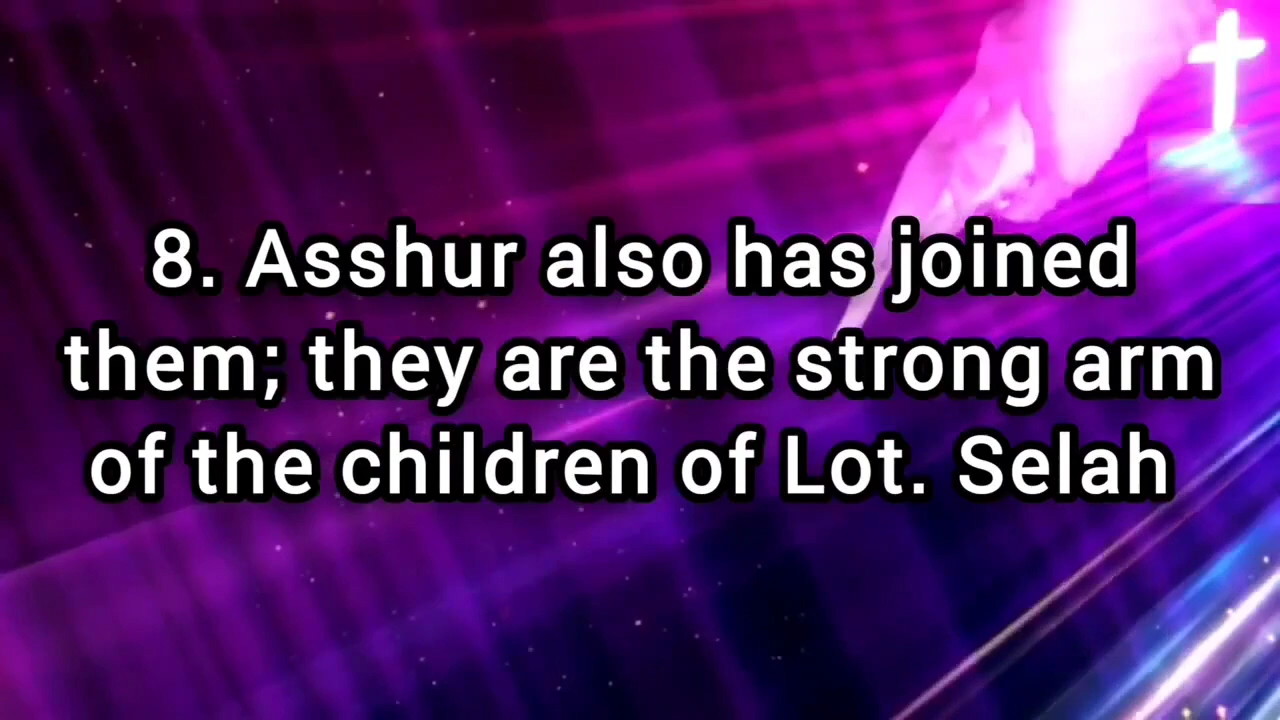 8. Asshur also has joined
them; they are the strong arm
of the children of Lot. Selah